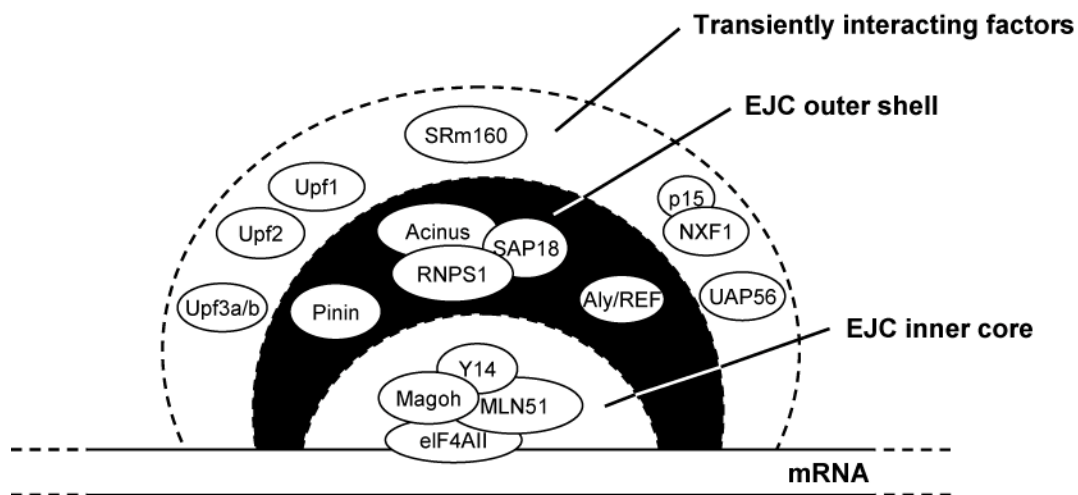 Transiently interacting factors
EJC outer shell
SRm160
Upf1
p15
Upf2
Acinus
SAP18
NXF1
RNPS1
Upf3a/b
Pinin
Aly/REF
UAP56
EJC inner core
Y14
Magoh
MLN51
eIF4AII
mRNA